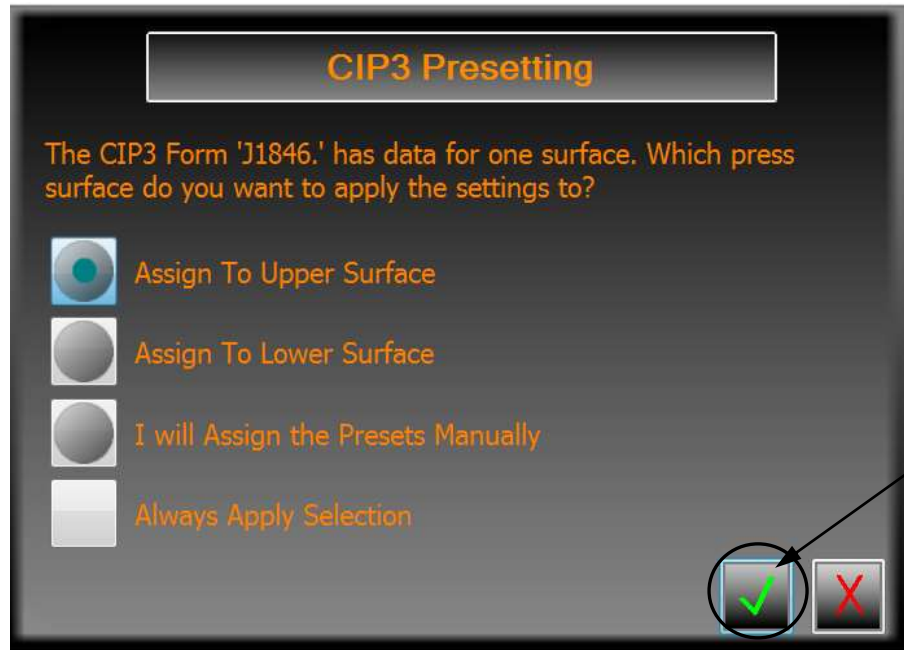 CIP3 Presetting
The CIP3 Form 'J1846.' has data for one surface. Which press
surface do you want to apply the settings to?
Assign To Upper Surface
Assign To Lower Surface
I will Assign the Presets Manually
Always Apply Selection
X